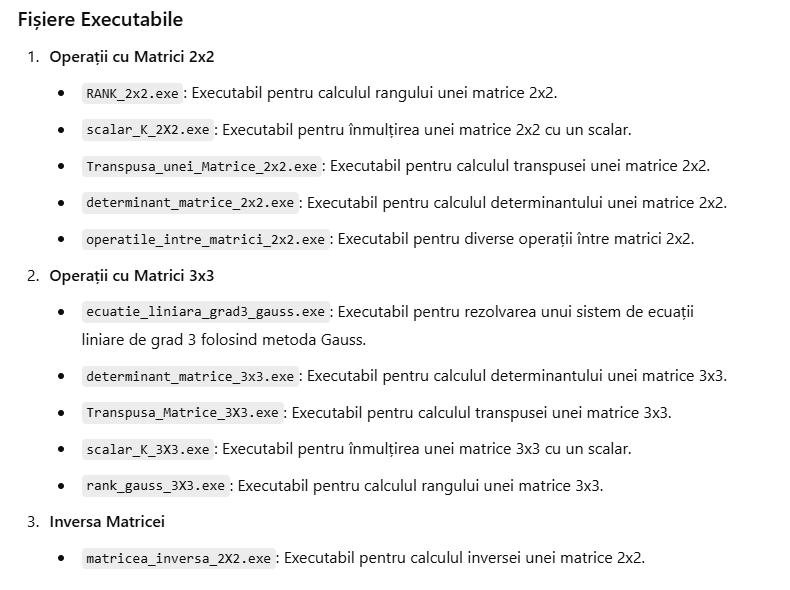 Fișiere Executabile
1. Operații cu Matrici 2x2
• RANK_2x2.exe: Executabil pentru calculul rangului unei matrice 2x2.
• scalar_K_2X2.exe: Executabil pentru înmulțirea unei matrice 2x2 cu un scalar.
• Transpusa_unei_Matrice_2x2.exe: Executabil pentru calculul transpusei unei matrice 2x2.
• determinant_matrice_2x2.exe: Executabil pentru calculul determinantului unei matrice 2x2.
• operatile_intre_matrici_2x2.exe: Executabil pentru diverse operații între matrici 2x2.
2. Operații cu Matrici 3x3
• ecuatie_liniara_grad3_gauss.exe: Executabil pentru rezolvarea unui sistem de ecuații
liniare de grad 3 folosind metoda Gauss.
• determinant_matrice_3x3.exe: Executabil pentru calculul determinantului unei matrice 3x3.
• Transpusa_Matrice_3X3.exe: Executabil pentru calculul transpusei unei matrice 3x3.
• scalar_K_3X3.exe: Executabil pentru înmulțirea unei matrice 3x3 cu un scalar.
• rank_gauss_3X3.exe: Executabil pentru calculul rangului unei matrice 3x3.
3. Inversa Matricei
• matricea_inversa_2X2.exe: Executabil pentru calculul inversei unei matrice 2x2.